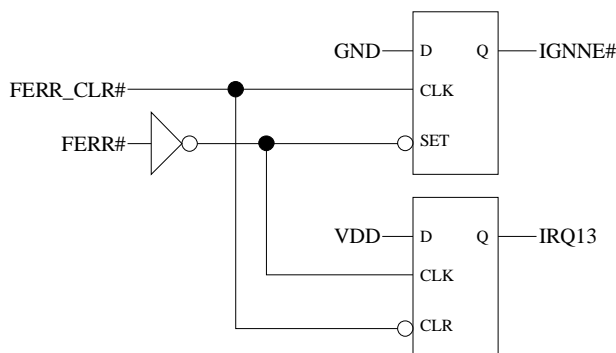 GND D Q IGNNE#
FERR_CLR# CLK
FERR# SET
VDD D Q IRQ13
CLK
CLR